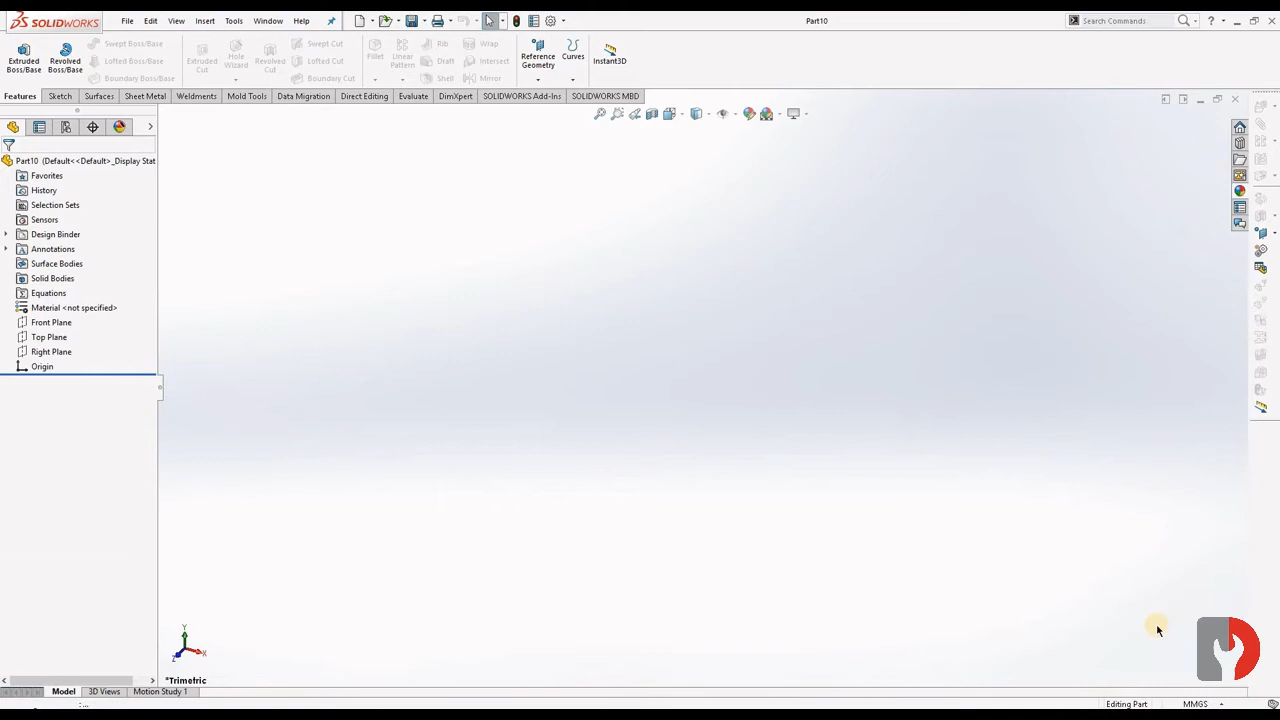 SOLIDWORKS File Edit View Insert Tools Window Help Part10 Search Commands ?
Extruded Boss/Base
Revolved Boss/Base
Swept Boss/Base
Lofted Boss/Base
Boundary Boss/Base
Extruded Cut
Hole Wizard
Revolved Cut
Swept Cut
Lofted Cut
Boundary Cut
Fillet
Linear Pattern
Rib
Draft
Shell
Wrap
Intersect
Mirror
Reference Geometry
Curves
Instant3D
Features Sketch Surfaces Sheet Metal Weldments Mold Tools Data Migration Direct Editing Evaluate DimXpert SOLIDWORKS Add-Ins SOLIDWORKS MBD
Part10 (Default<<Default>_Display Stat
Favorites
History
Selection Sets
Sensors
Design Binder
Annotations
Surface Bodies
Solid Bodies
Equations
Material <not specified>
Front Plane
Top Plane
Right Plane
Origin
Y
Z X
*Trimetric
Model 3D Views Motion Study 1
Editing Part MMGS